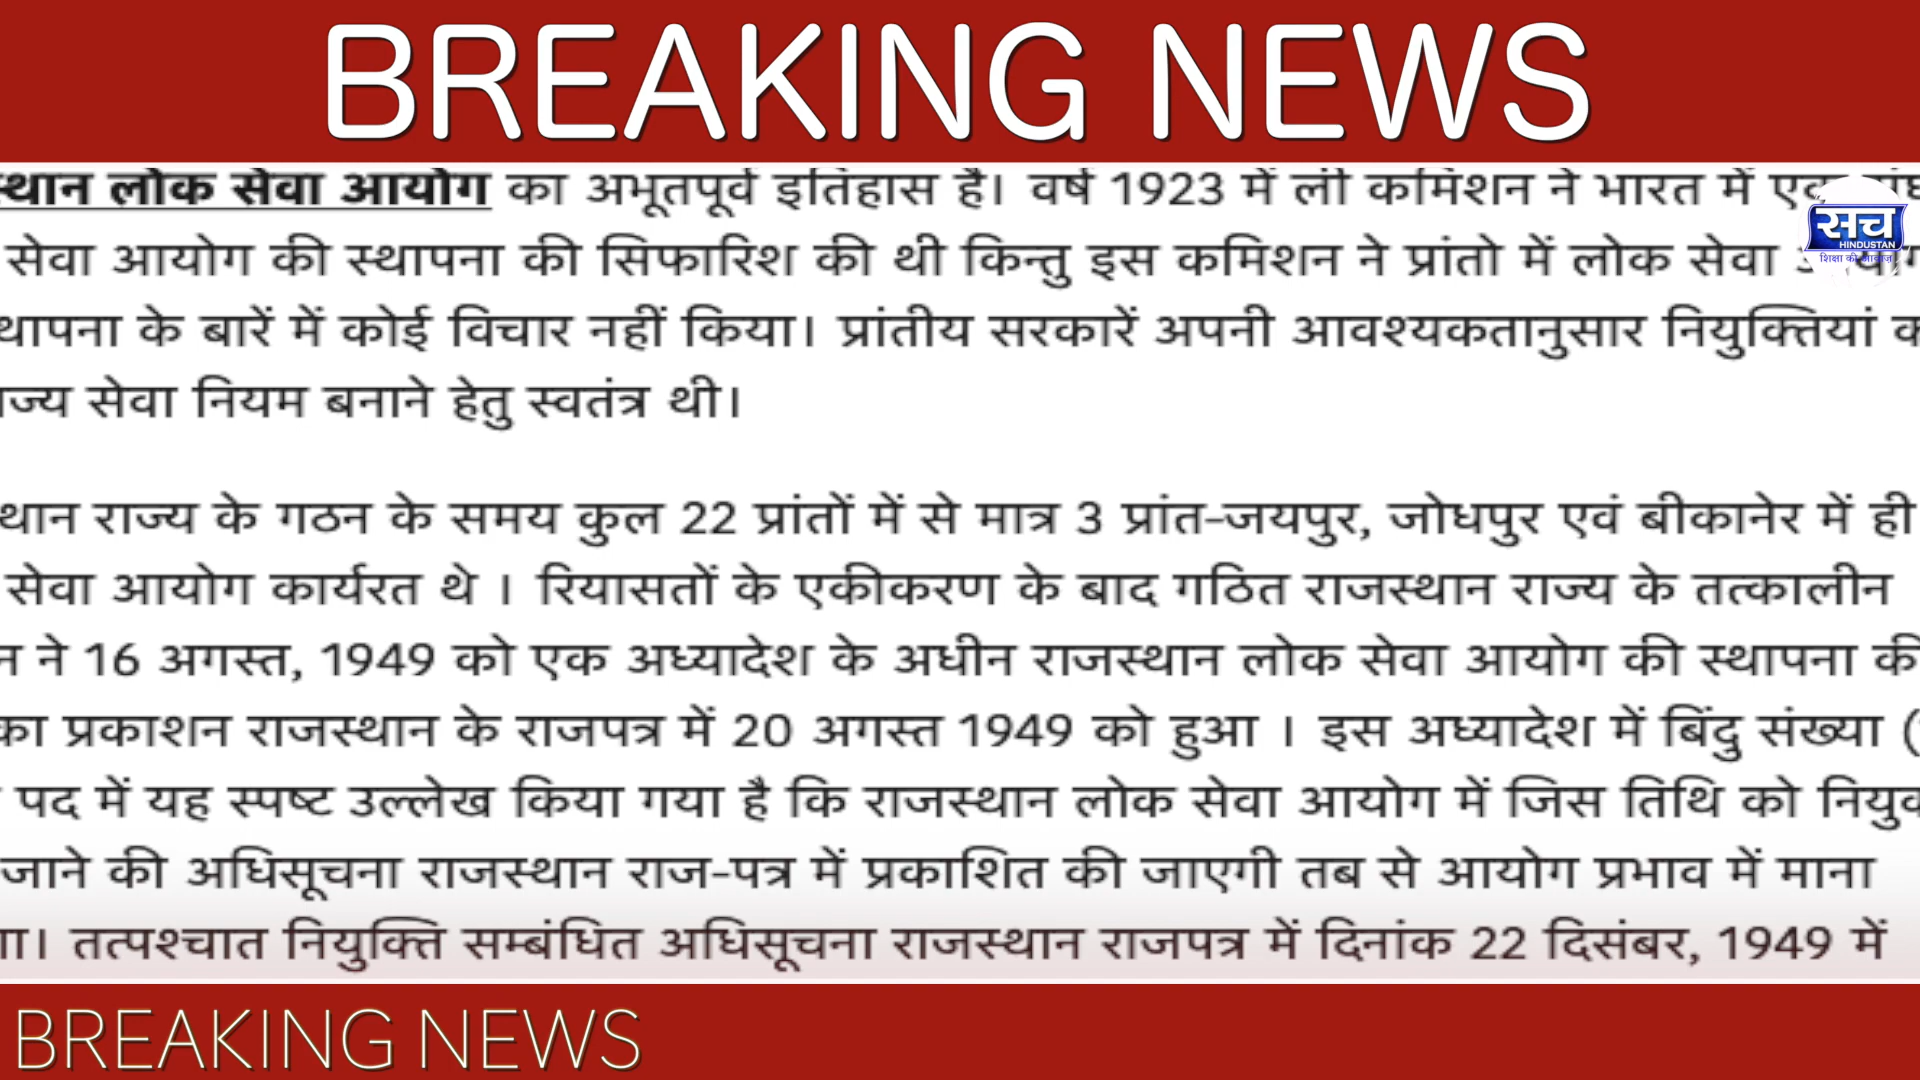 BREAKING NEWS
स्थान लोक सेवा आयोग का अभूतपूर्व इतिहास है। वर्ष 1923 में ली कमिशन ने भारत में
सेवा आयोग की स्थापना की सिफारिश की थी किन्तु इस कमिशन ने प्रांतो में लोक सेवा
थापना के बारें में कोई विचार नहीं किया। प्रांतीय सरकारें अपनी आवश्यकतानुसार नियुक्तियां
ज्य सेवा नियम बनाने हेतु स्वतंत्र थी।
थान राज्य के गठन के समय कुल 22 प्रांतों में से मात्र 3 प्रांत-जयपुर, जोधपुर एवं बीकानेर में ही
सेवा आयोग कार्यरत थे । रियासतों के एकीकरण के बाद गठित राजस्थान राज्य के तत्कालीन
न ने 16 अगस्त, 1949 को एक अध्यादेश के अधीन राजस्थान लोक सेवा आयोग की स्थापना की
का प्रकाशन राजस्थान के राजपत्र में 20 अगस्त 1949 को हुआ । इस अध्यादेश में बिंदु संख्या (
पद में यह स्पष्ट उल्लेख किया गया है कि राजस्थान लोक सेवा आयोग में जिस तिथि को
जाने की अधिसूचना राजस्थान राज-पत्र में प्रकाशित की जाएगी तब से आयोग प्रभाव में माना
गा। तत्पश्चात नियुक्ति सम्बंधित अधिसूचना राजस्थान राजपत्र में दिनांक 22 दिसंबर, 1949 में
सच
HINDUSTAN
शिक्षा की आवाज़
BREAKING NEWS